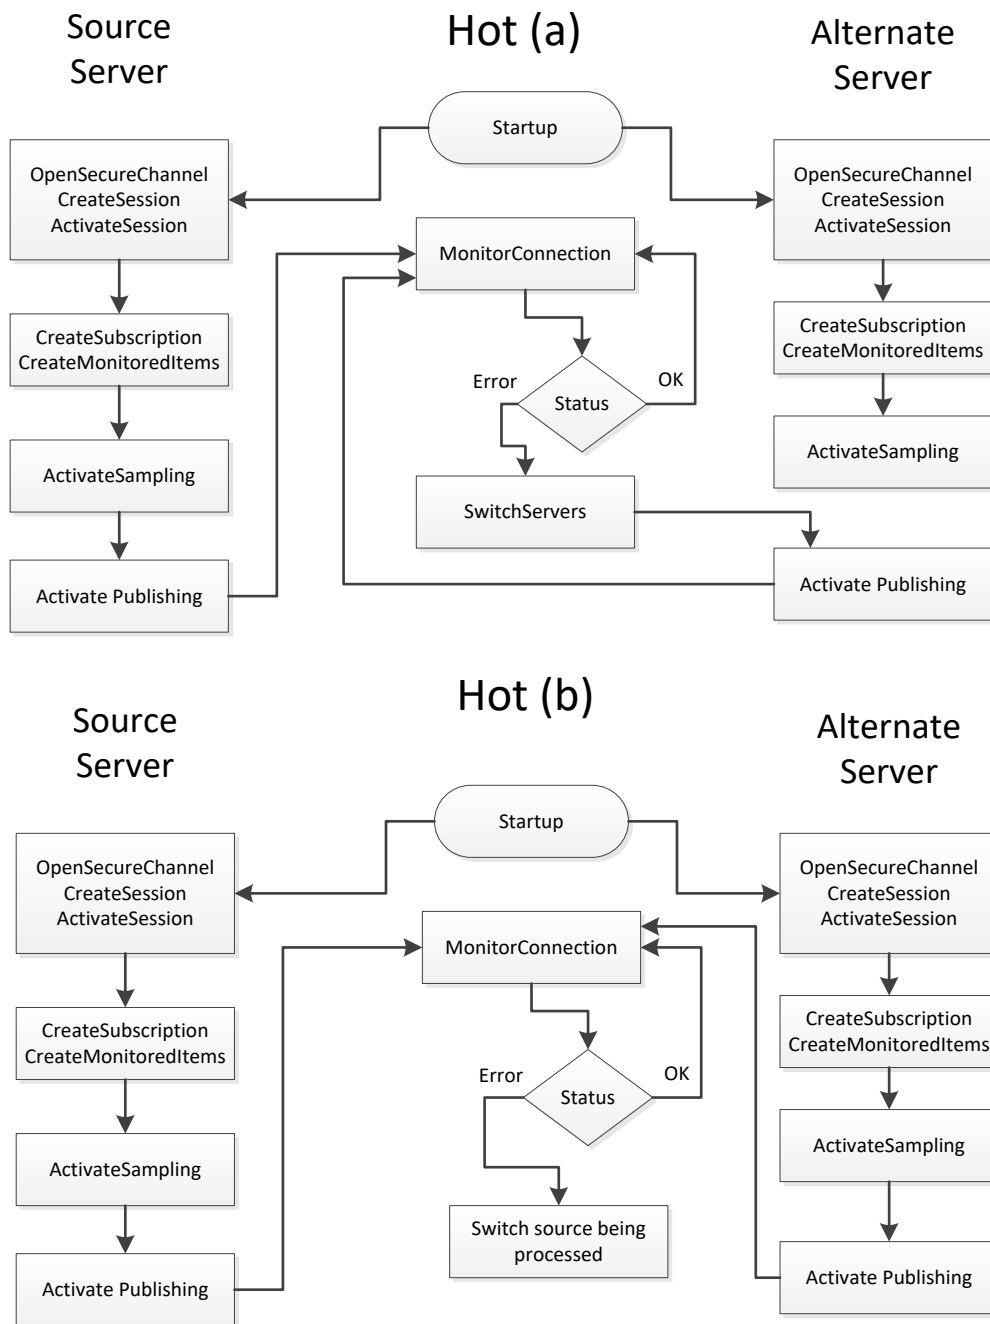 Source
Server
Hot (a)
Alternate
Server
Startup
OpenSecureChannel
CreateSession
ActivateSession
OpenSecureChannel
CreateSession
ActivateSession
MonitorConnection
CreateSubscription
CreateMonitoredItems
CreateSubscription
CreateMonitoredItems
Error
OK
Status
ActivateSampling
ActivateSampling
SwitchServers
Activate Publishing
Activate Publishing
Source
Server
Hot (b)
Alternate
Server
Startup
OpenSecureChannel
CreateSession
ActivateSession
OpenSecureChannel
CreateSession
ActivateSession
MonitorConnection
CreateSubscription
CreateMonitoredItems
CreateSubscription
CreateMonitoredItems
Error
OK
Status
ActivateSampling
ActivateSampling
Switch source being
processed
Activate Publishing
Activate Publishing